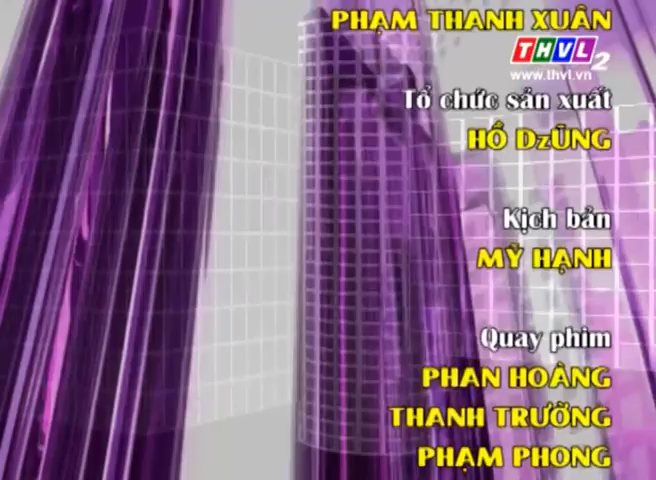 PHẠM THANH XUÂN
THVL2
www.thvl.vn
Tổ chức sản xuất
HỒ DzŨNG
Kịch bản
MỸ HẠNH
Quay phim
PHAN HOÀNG
THANH TRƯỜNG
PHẠM PHONG